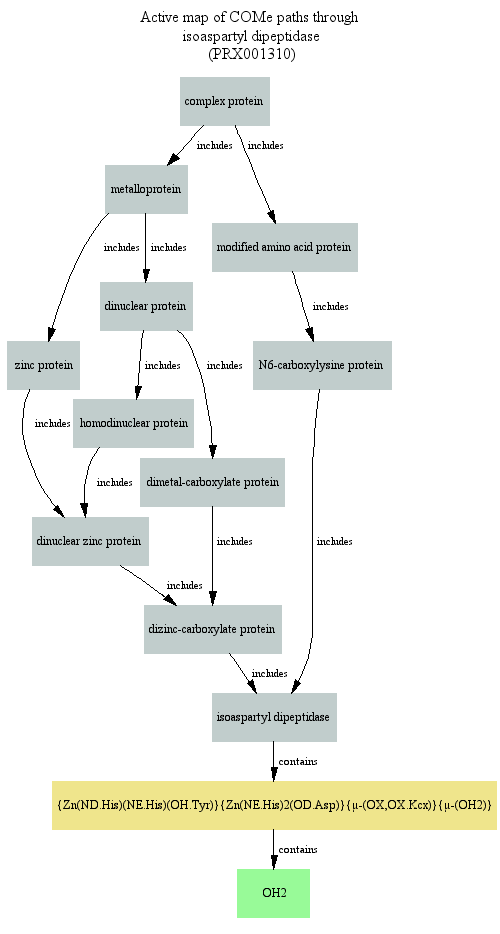 Active map of COMe paths through
isoaspartyl dipeptidase
(PRX001310)
complex protein
includes
includes
metalloprotein
includes
includes
modified amino acid protein
dinuclear protein
includes
zinc protein
includes
includes
N6-carboxylysine protein
includes
homodinuclear protein
includes
dimetal-carboxylate protein
dinuclear zinc protein
includes
includes
includes
dizinc-carboxylate protein
includes
isoaspartyl dipeptidase
contains
{Zn(ND.His)(NE.His)(OH.Tyr)}{Zn(NE.His)2(OD.Asp)}{μ-(OX,OX.Kcx)}{μ-(OH2)}
contains
OH2